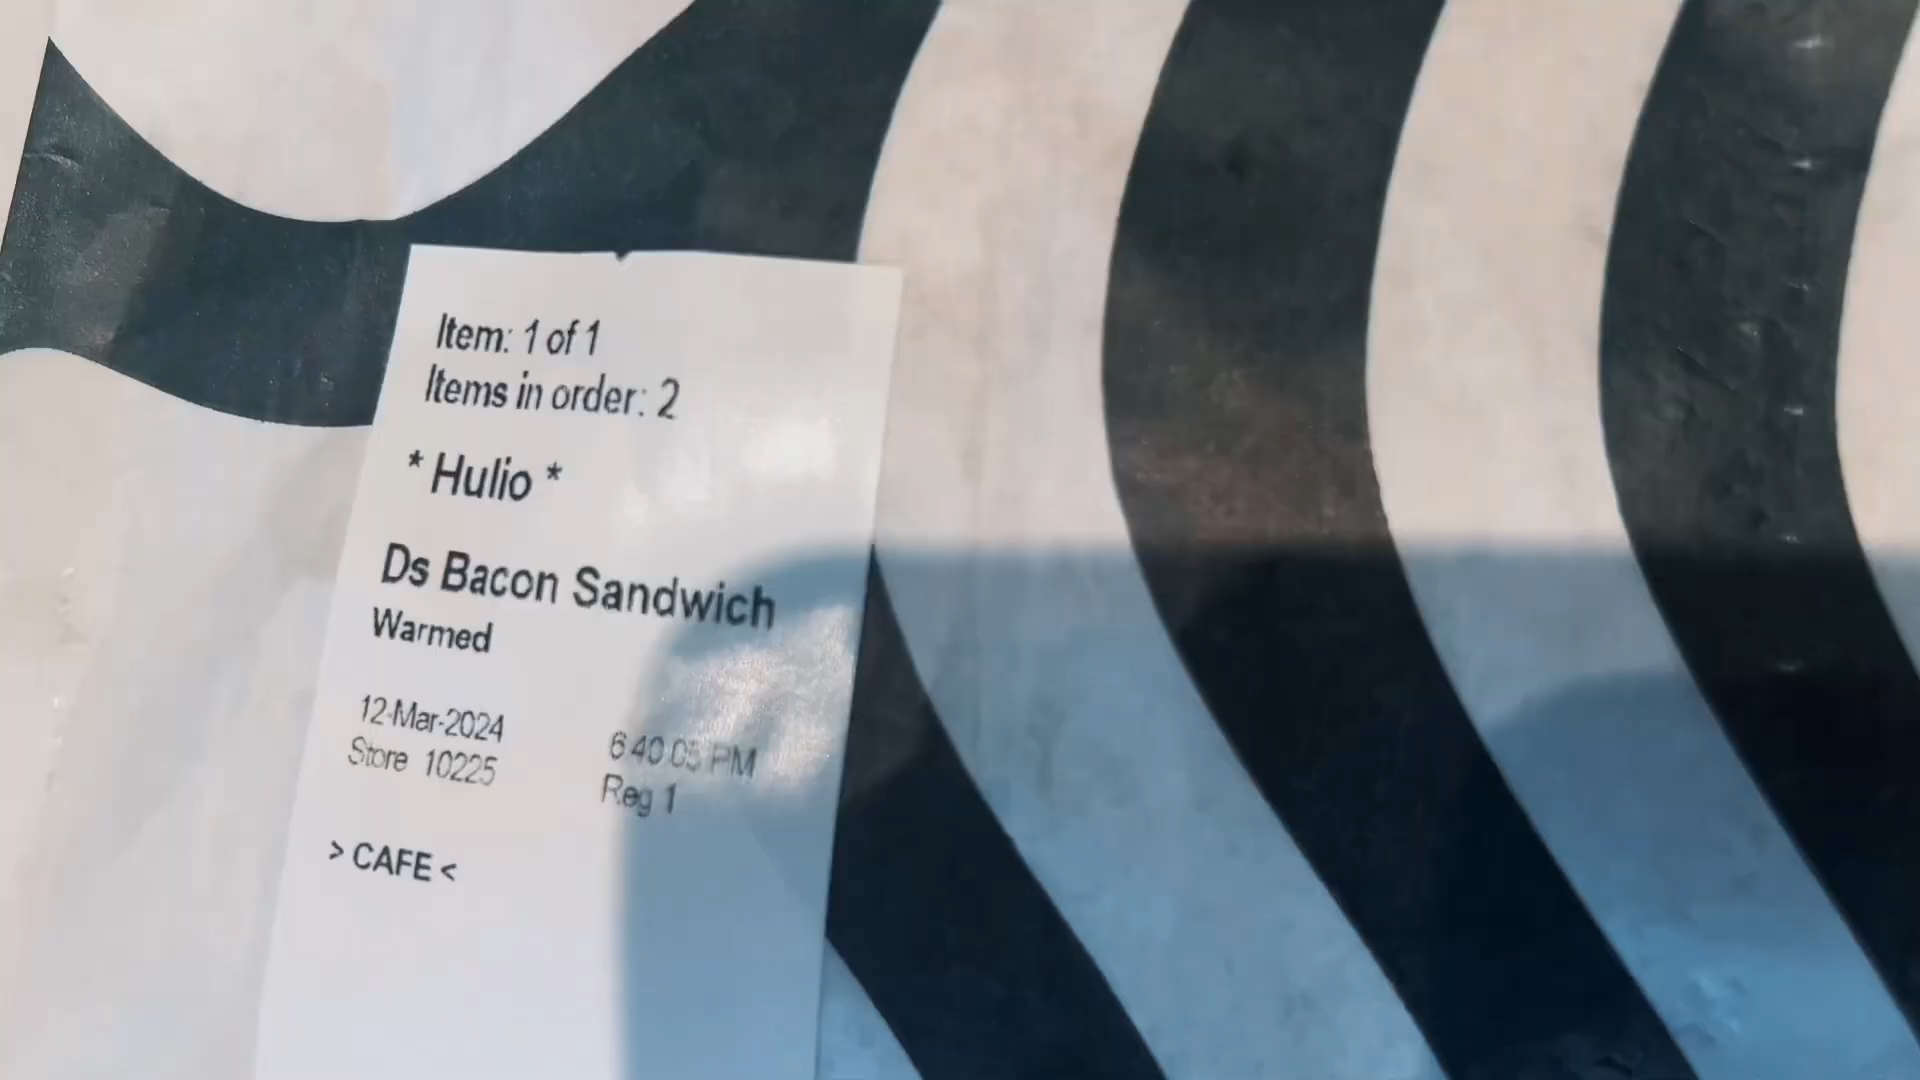 Item: 1 of 1
Items in order: 2
* Hulio *
Ds Bacon Sandwich
Warmed
12-Mar-2024 6:40:05 PM
Store 10225 Reg 1
> CAFE <